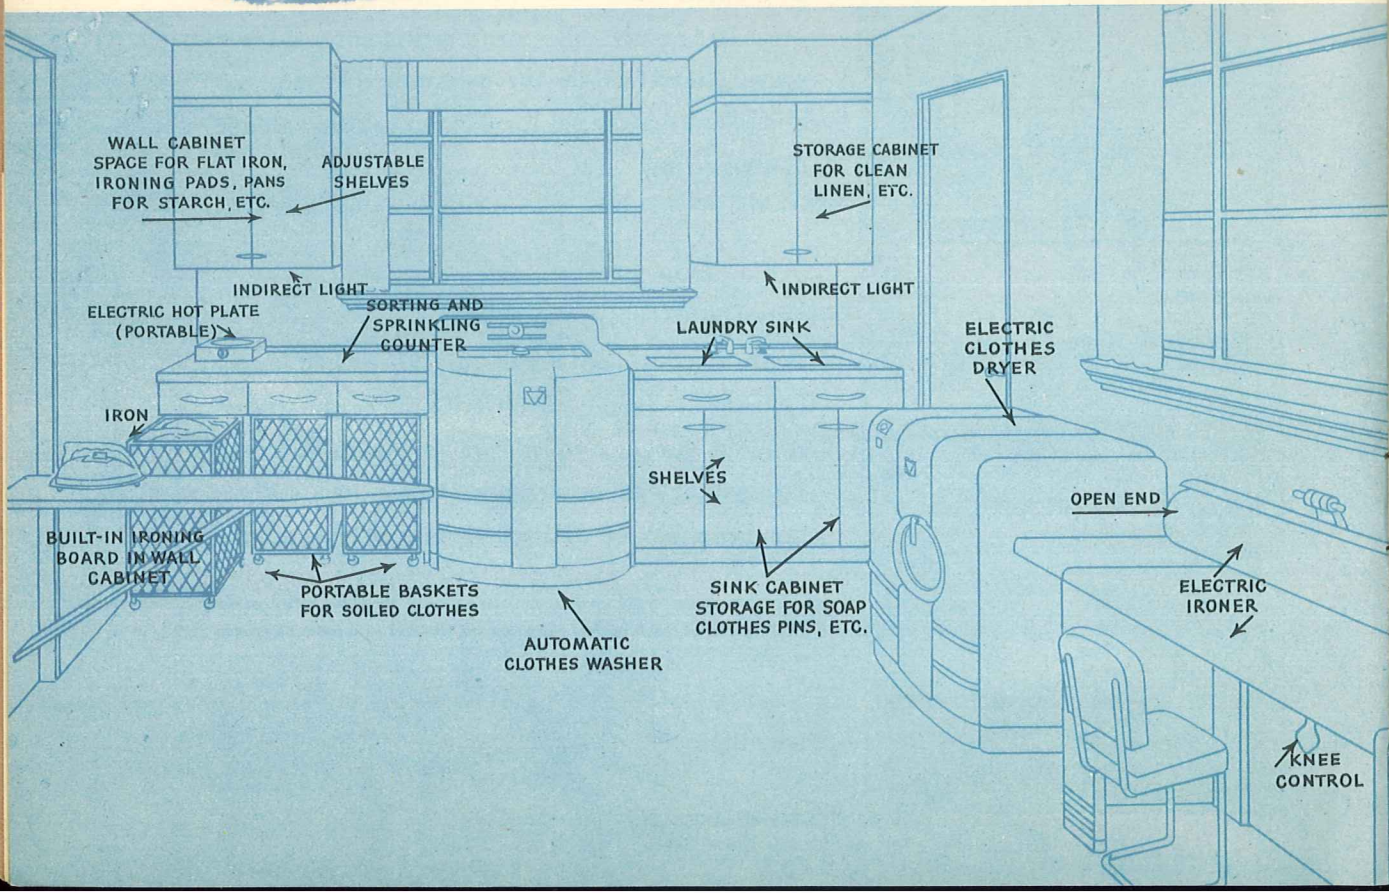 WALL CABINET
SPACE FOR FLAT IRON,
IRONING PADS, PANS
FOR STARCH, ETC.
ADJUSTABLE
SHELVES
STORAGE CABINET
FOR CLEAN
LINEN, ETC.
INDIRECT LIGHT
INDIRECT LIGHT
ELECTRIC HOT PLATE
(PORTABLE)
SORTING AND
SPRINKLING
COUNTER
LAUNDRY SINK
ELECTRIC
CLOTHES
DRYER
IRON
SHELVES
OPEN END
BUILT-IN IRONING
BOARD IN WALL
CABINET
PORTABLE BASKETS
FOR SOILED CLOTHES
AUTOMATIC
CLOTHES WASHER
SINK CABINET
STORAGE FOR SOAP
CLOTHES PINS, ETC.
ELECTRIC
IRONER
KNEE
CONTROL